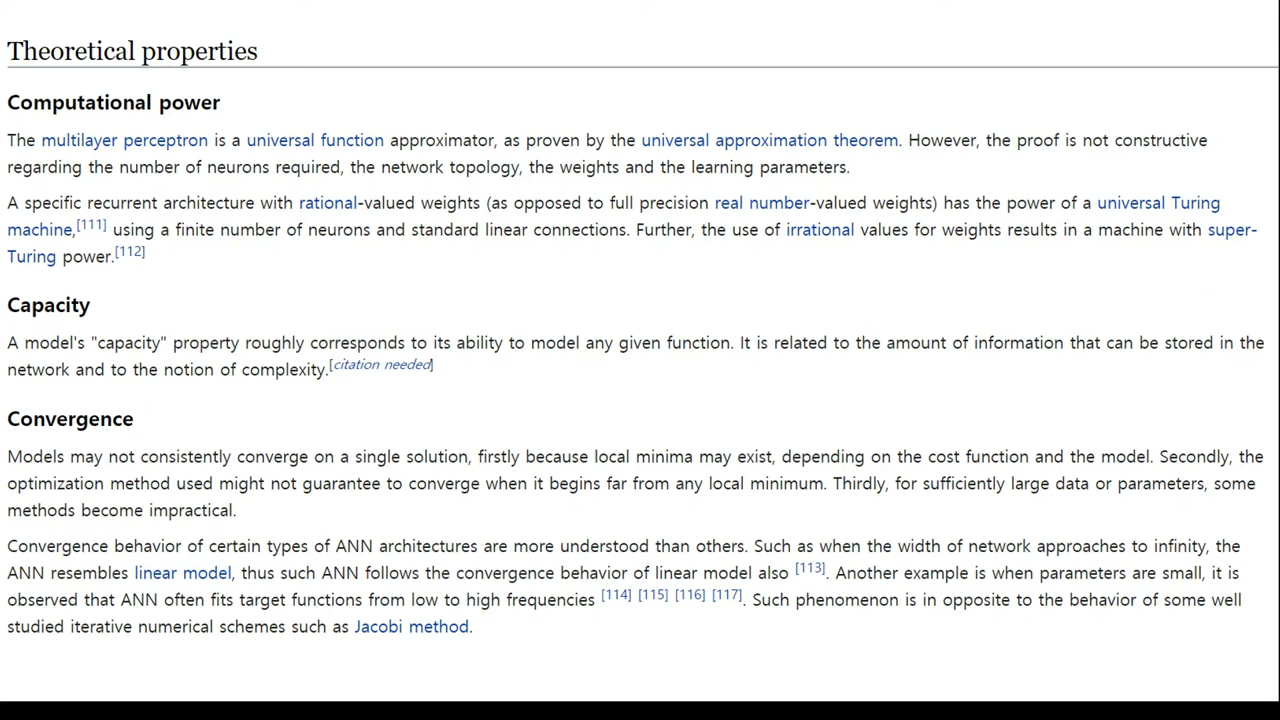 Theoretical properties
Computational power
The multilayer perceptron is a universal function approximator, as proven by the universal approximation theorem. However, the proof is not constructive
regarding the number of neurons required, the network topology, the weights and the learning parameters.
A specific recurrent architecture with rational-valued weights (as opposed to full precision real number-valued weights) has the power of a universal Turing
machine,[111] using a finite number of neurons and standard linear connections. Further, the use of irrational values for weights results in a machine with super-
Turing power.[112]
Capacity
A model's "capacity" property roughly corresponds to its ability to model any given function. It is related to the amount of information that can be stored in the
network and to the notion of complexity.[citation needed]
Convergence
Models may not consistently converge on a single solution, firstly because local minima may exist, depending on the cost function and the model. Secondly, the
optimization method used might not guarantee to converge when it begins far from any local minimum. Thirdly, for sufficiently large data or parameters, some
methods become impractical.
Convergence behavior of certain types of ANN architectures are more understood than others. Such as when the width of network approaches to infinity, the
ANN resembles linear model, thus such ANN follows the convergence behavior of linear model also [113]. Another example is when parameters are small, it is
observed that ANN often fits target functions from low to high frequencies [114] [115] [116] [117]. Such phenomenon is in opposite to the behavior of some well
studied iterative numerical schemes such as Jacobi method.